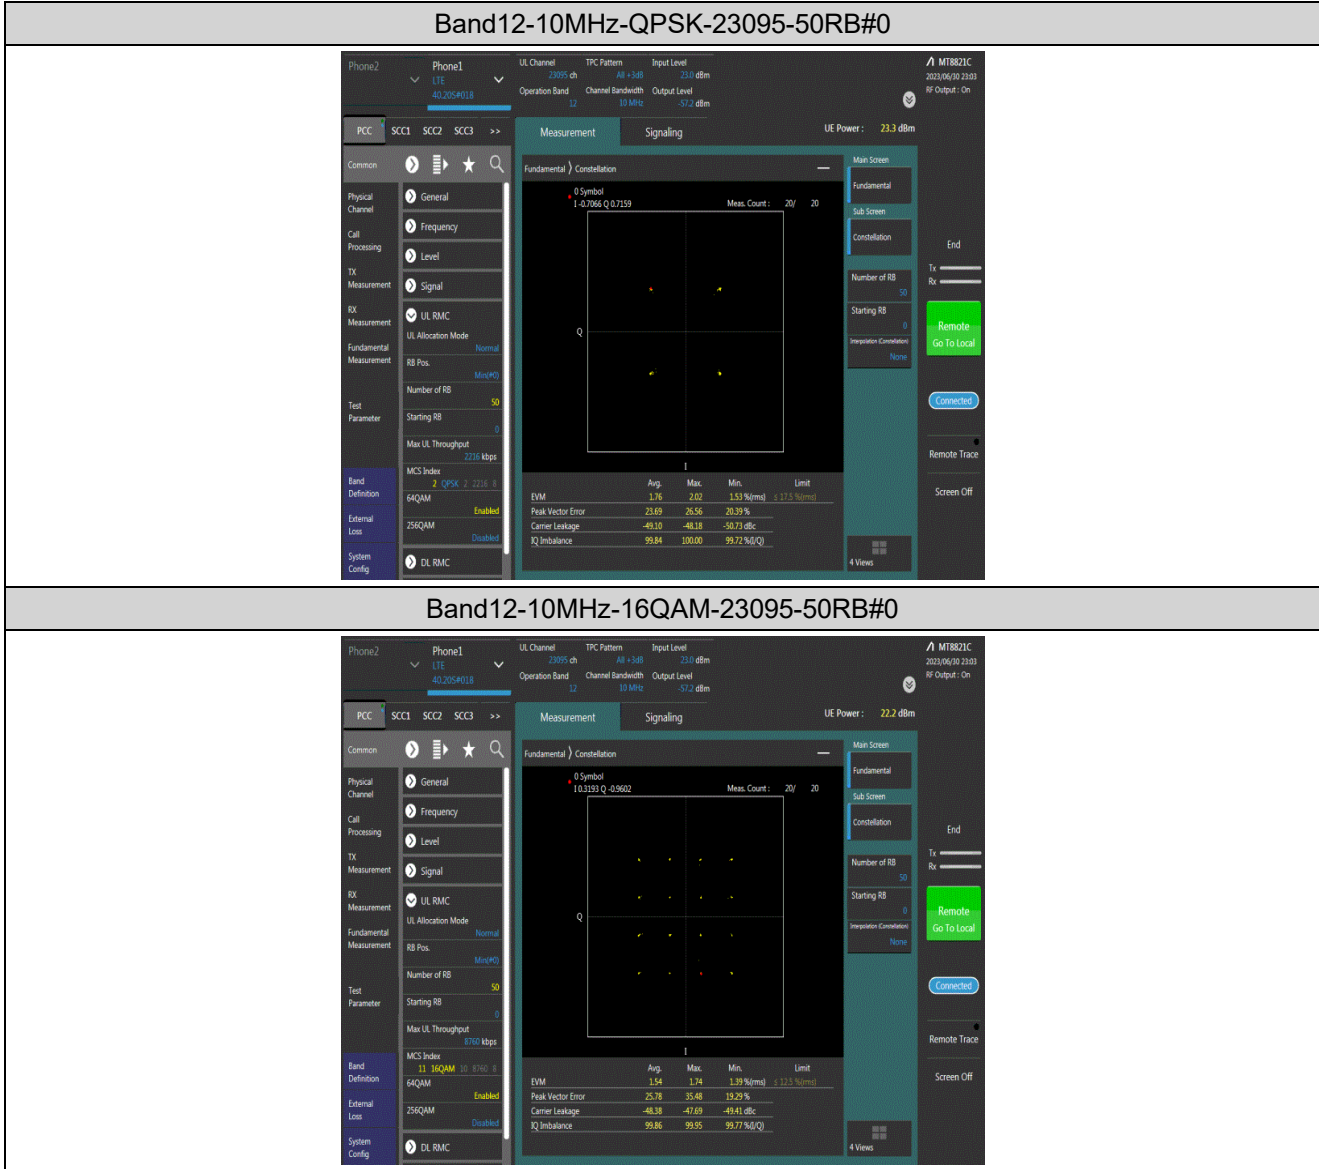 Band12-10MHz-QPSK-23095-50RB#0
Phone2
Phone1
LTE
40.20S#018
UL Channel TPC Pattern Input Level
23095 ch All +3dB 23.0 dBm
Operation Band Channel Bandwidth Output Level
12 10 MHz -57.2 dBm
MT8821C
2023/06/30 23:03
RF Output : On
PCC SCC1 SCC2 SCC3 >>
Measurement Signaling
UE Power : 23.3 dBm
Common
Physical Channel
Call Processing
TX Measurement
RX Measurement
Fundamental Measurement
Test Parameter
Band Definition
External Loss
System Config
General
Frequency
Level
Signal
UL RMC
UL Allocation Mode
Normal
RB Pos.
Min(#0)
Number of RB
50
Starting RB
0
Max UL Throughput
2216 kbps
MCS Index
2 QPSK 2 2216 8
64QAM
Enabled
256QAM
Disabled
DL RMC
Fundamental 〉 Constellation
0 Symbol
I -0.7066 Q 0.7159 Meas. Count : 20/ 20
Q
I
Avg. Max. Min. Limit
EVM 1.76 2.02 1.53 %(rms) ≤ 17.5 %(rms)
Peak Vector Error 23.69 26.56 20.39 %
Carrier Leakage -49.10 -48.18 -50.73 dBc
IQ Imbalance 99.84 100.00 99.72 %(I/Q)
Main Screen
Fundamental
Sub Screen
Constellation
Number of RB
50
Starting RB
0
Interpolation (Constellation)
None
4 Views
End
Tx
Rx
Remote
Go To Local
Connected
Remote Trace
Screen Off
Band12-10MHz-16QAM-23095-50RB#0
Phone2
Phone1
LTE
40.20S#018
UL Channel TPC Pattern Input Level
23095 ch All +3dB 23.0 dBm
Operation Band Channel Bandwidth Output Level
12 10 MHz -57.2 dBm
MT8821C
2023/06/30 23:03
RF Output : On
PCC SCC1 SCC2 SCC3 >>
Measurement Signaling
UE Power : 22.2 dBm
Common
Physical Channel
Call Processing
TX Measurement
RX Measurement
Fundamental Measurement
Test Parameter
Band Definition
External Loss
System Config
General
Frequency
Level
Signal
UL RMC
UL Allocation Mode
Normal
RB Pos.
Min(#0)
Number of RB
50
Starting RB
0
Max UL Throughput
8760 kbps
MCS Index
11 16QAM 10 8760 8
64QAM
Enabled
256QAM
Disabled
DL RMC
Fundamental 〉 Constellation
0 Symbol
I 0.3193 Q -0.9602 Meas. Count : 20/ 20
Q
I
Avg. Max. Min. Limit
EVM 1.54 1.74 1.39 %(rms) ≤ 12.5 %(rms)
Peak Vector Error 25.78 35.48 19.29 %
Carrier Leakage -48.38 -47.69 -49.41 dBc
IQ Imbalance 99.86 99.95 99.77 %(I/Q)
Main Screen
Fundamental
Sub Screen
Constellation
Number of RB
50
Starting RB
0
Interpolation (Constellation)
None
4 Views
End
Tx
Rx
Remote
Go To Local
Connected
Remote Trace
Screen Off